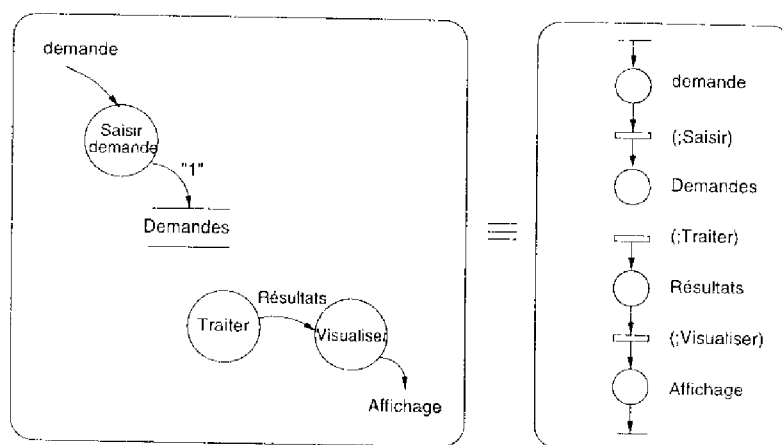 demande
Saisir
demande
"1"
Demandes
Résultats
Traiter
Visualiser
Affichage
demande
(;Saisir)
Demandes
(;Traiter)
Résultats
(;Visualiser)
Affichage